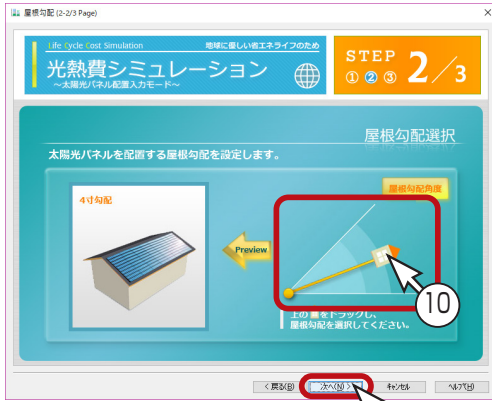 屋根勾配 (2-2/3 Page)
Life Cycle Cost Simulation
地球に優しい省エネライフのため
光熱費シミュレーション
～太陽光パネル配置入力モード～
STEP
① ② ③ 2/3
屋根勾配選択
太陽光パネルを配置する屋根勾配を設定します。
4寸勾配
屋根勾配角度
Preview
10
上の■をドラッグし、
屋根勾配を選択してください。
< 戻る(B)
次へ(N) >
キャンセル
ヘルプ(H)